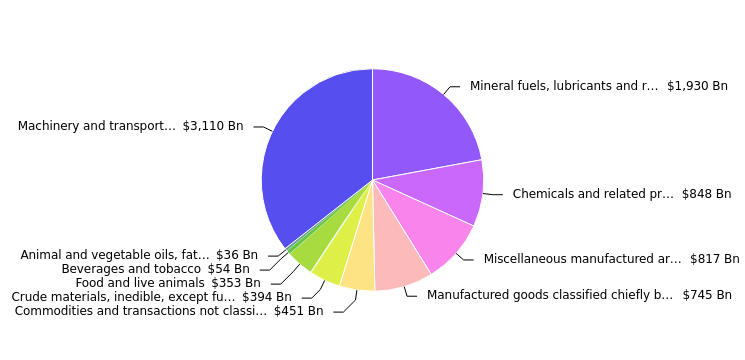 Mineral fuels, lubricants and r… $1,930 Bn
Machinery and transport… $3,110 Bn
Chemicals and related pr… $848 Bn
Animal and vegetable oils, fat… $36 Bn
Miscellaneous manufactured ar… $817 Bn
Beverages and tobacco $54 Bn
Food and live animals $353 Bn
Crude materials, inedible, except fu… $394 Bn
Manufactured goods classified chiefly b… $745 Bn
Commodities and transactions not classi… $451 Bn